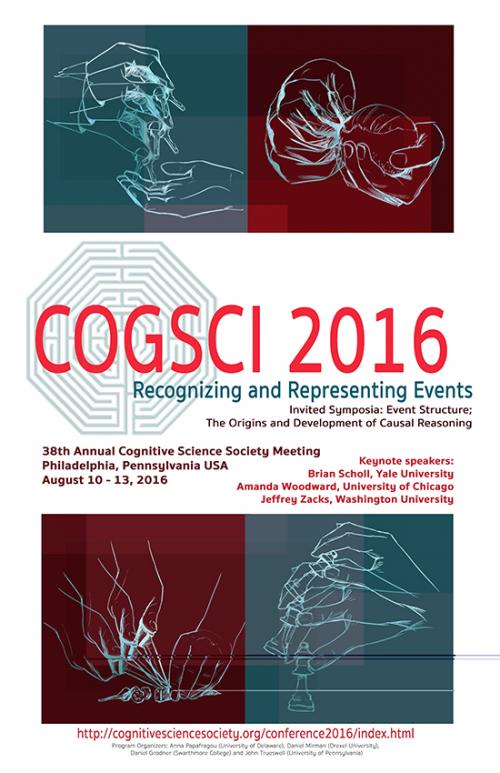 COGSCI 2016
Recognizing and Representing Events
Invited Symposia: Event Structure;
The Origins and Development of Causal Reasoning
38th Annual Cognitive Science Society Meeting
Philadelphia, Pennsylvania USA
August 10 - 13, 2016
Keynote speakers:
Brian Scholl, Yale University
Amanda Woodward, University of Chicago
Jeffrey Zacks, Washington University
http://cognitivesciencesociety.org/conference2016/index.html
Program Organizers: Anna Papafragou (University of Delaware), Daniel Mirman (Drexel University),
Daniel Grodner (Swarthmore College) and John Trueswell (University of Pennsylvania)